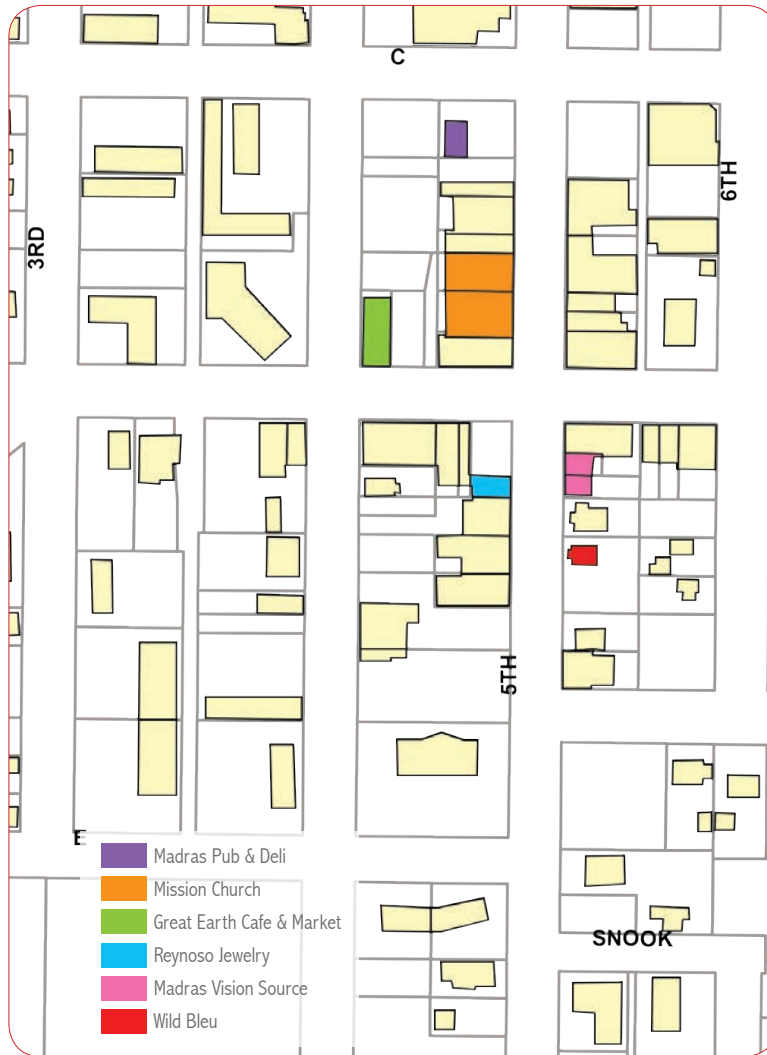 C
6TH
3RD
5TH
E
Madras Pub & Deli
Mission Church
Great Earth Cafe & Market
Reynoso Jewelry
Madras Vision Source
Wild Bleu
SNOOK